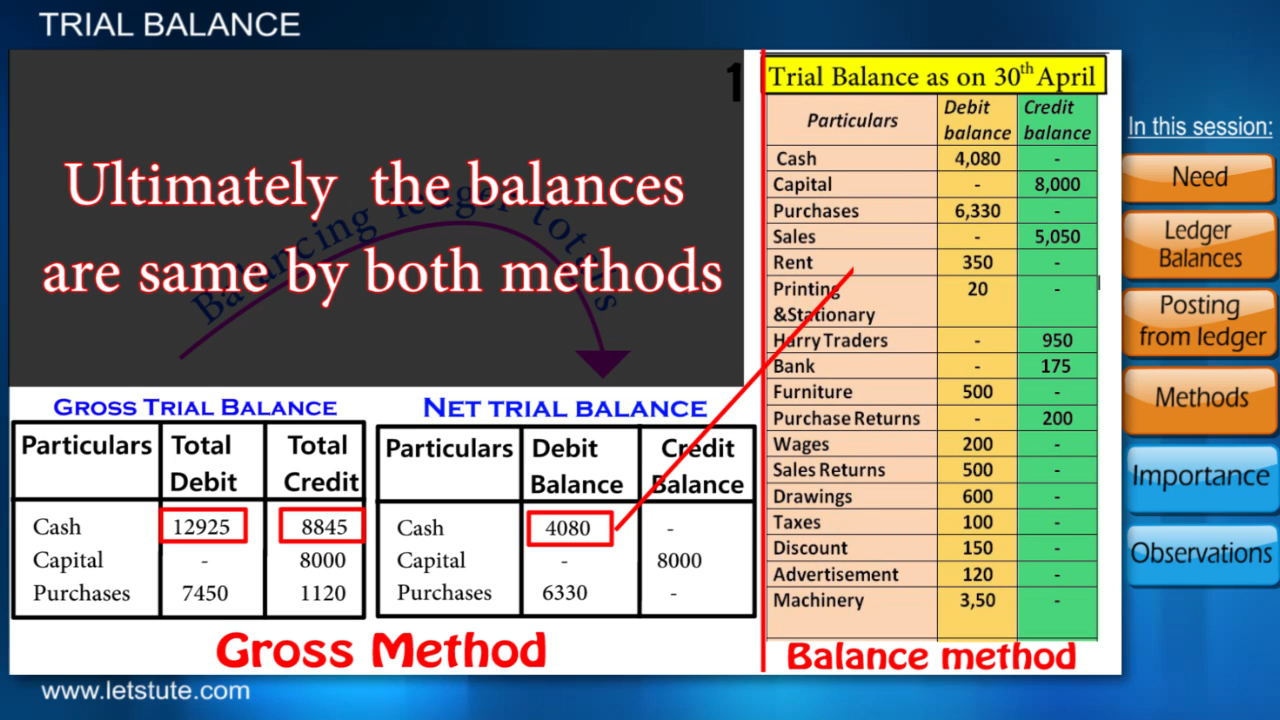 TRIAL BALANCE
1
Ultimately the balances
are same by both methods
Balancing ledger totals
GROSS TRIAL BALANCE
Particulars Total Debit Total Credit
Cash 12925 8845
Capital - 8000
Purchases 7450 1120
NET TRIAL BALANCE
Particulars Debit Balance Credit Balance
Cash 4080 -
Capital - 8000
Purchases 6330 -
Gross Method
Trial Balance as on 30th April
Particulars Debit balance Credit balance
Cash 4,080 -
Capital - 8,000
Purchases 6,330 -
Sales - 5,050
Rent 350 -
Printing 20 -
&Stationary
Harry Traders - 950
Bank - 175
Furniture 500 -
Purchase Returns - 200
Wages 200 -
Sales Returns 500 -
Drawings 600 -
Taxes 100 -
Discount 150 -
Advertisement 120 -
Machinery 3,50 -
Balance method
In this session:
Need
Ledger
Balances
Posting
from ledger
Methods
Importance
Observations
www.letstute.com